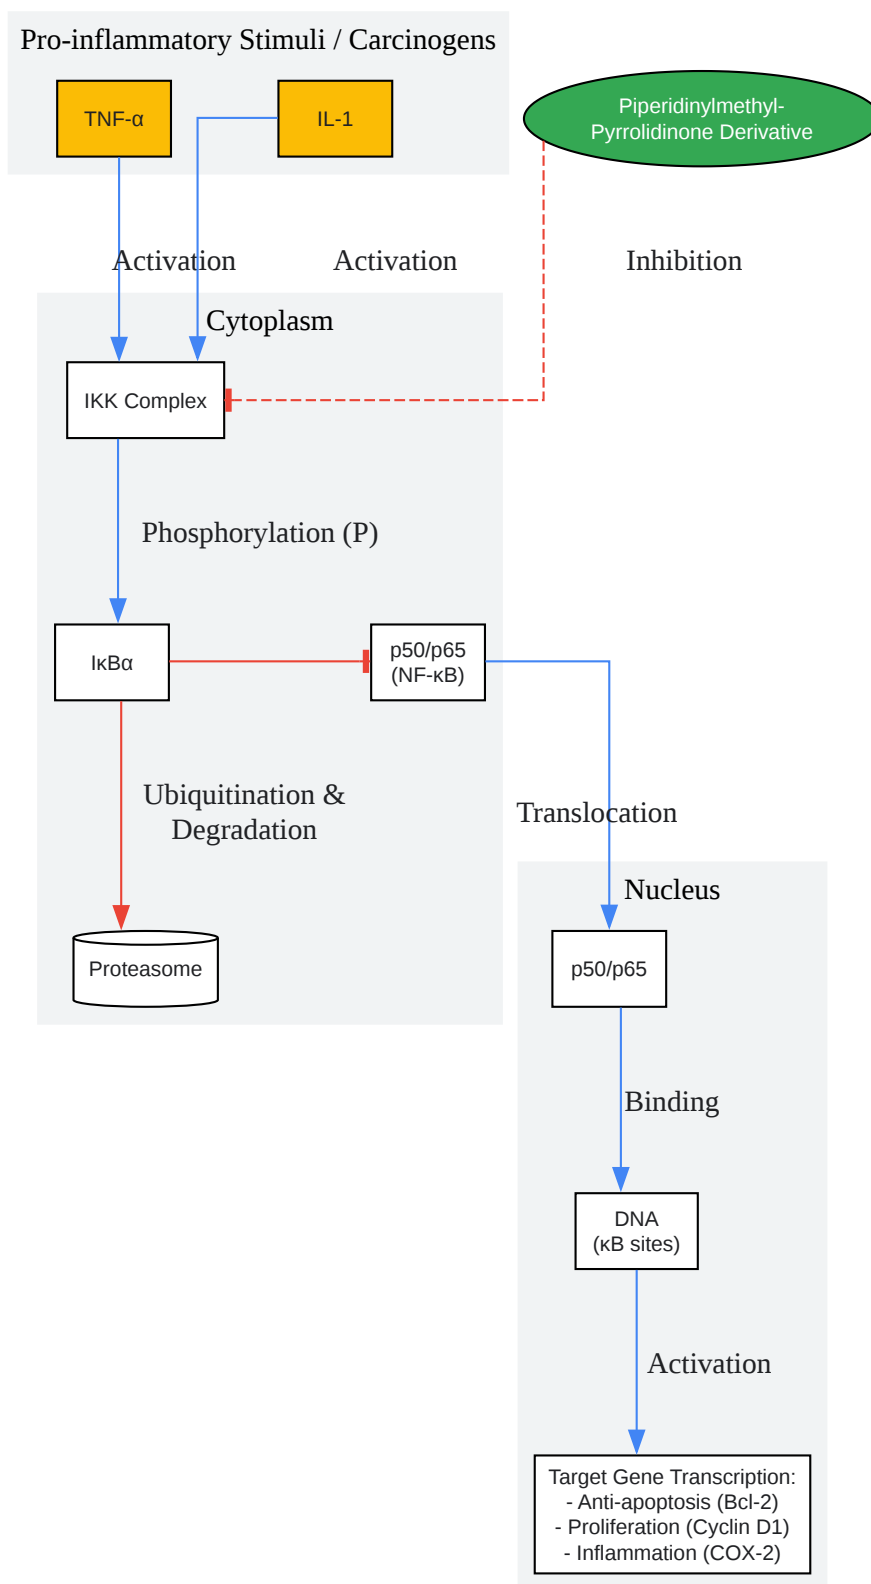 Pro-inflammatory Stimuli / Carcinogens
TNF-α
IL-1
Piperidinylmethyl-
Pyrrolidinone Derivative
Activation
Activation
Inhibition
Cytoplasm
IKK Complex
Phosphorylation (P)
IκBα
p50/p65
(NF-κB)
Ubiquitination &
Degradation
Translocation
Nucleus
Proteasome
p50/p65
Binding
DNA
(κB sites)
Activation
Target Gene Transcription:
- Anti-apoptosis (Bcl-2)
- Proliferation (Cyclin D1)
- Inflammation (COX-2)